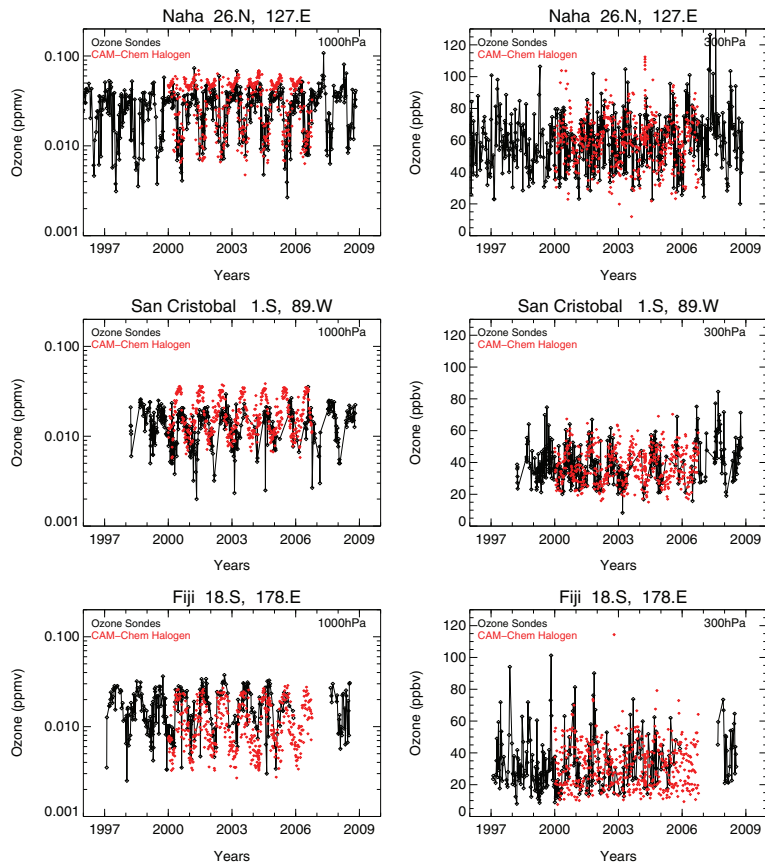 Naha 26.N, 127.E
Ozone Sondes
CAM-Chem Halogen
1000hPa
0.100
0.010
0.001
Ozone (ppmv)
1997 2000 2003 2006 2009
Years
Naha 26.N, 127.E
Ozone Sondes
CAM-Chem Halogen
300hPa
120
100
80
60
40
20
0
Ozone (ppbv)
1997 2000 2003 2006 2009
Years
San Cristobal 1.S, 89.W
Ozone Sondes
CAM-Chem Halogen
1000hPa
0.100
0.010
0.001
Ozone (ppmv)
1997 2000 2003 2006 2009
Years
San Cristobal 1.S, 89.W
Ozone Sondes
CAM-Chem Halogen
300hPa
120
100
80
60
40
20
0
Ozone (ppbv)
1997 2000 2003 2006 2009
Years
Fiji 18.S, 178.E
Ozone Sondes
CAM-Chem Halogen
1000hPa
0.100
0.010
0.001
Ozone (ppmv)
1997 2000 2003 2006 2009
Years
Fiji 18.S, 178.E
Ozone Sondes
CAM-Chem Halogen
300hPa
120
100
80
60
40
20
0
Ozone (ppbv)
1997 2000 2003 2006 2009
Years